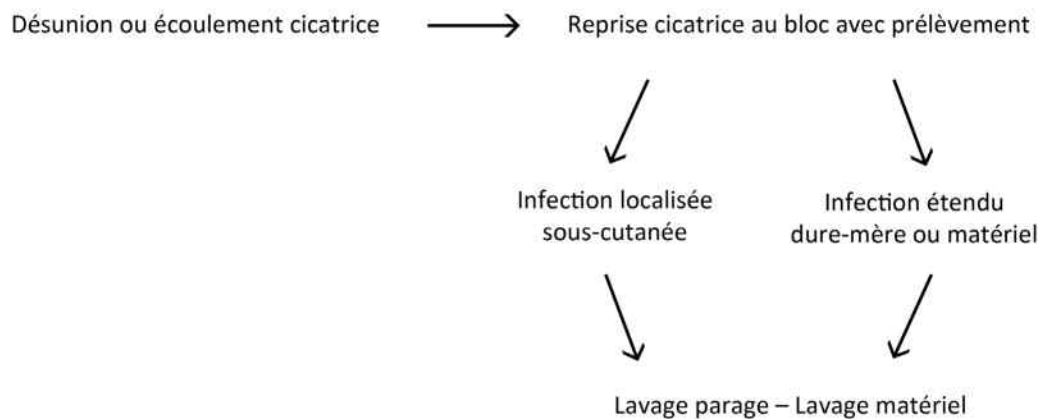 Désunion ou écoulement cicatrice
Reprise cicatrice au bloc avec prélèvement
Infection localisée
sous-cutanée
Infection étendu
dure-mère ou matériel
Lavage parage – Lavage matériel